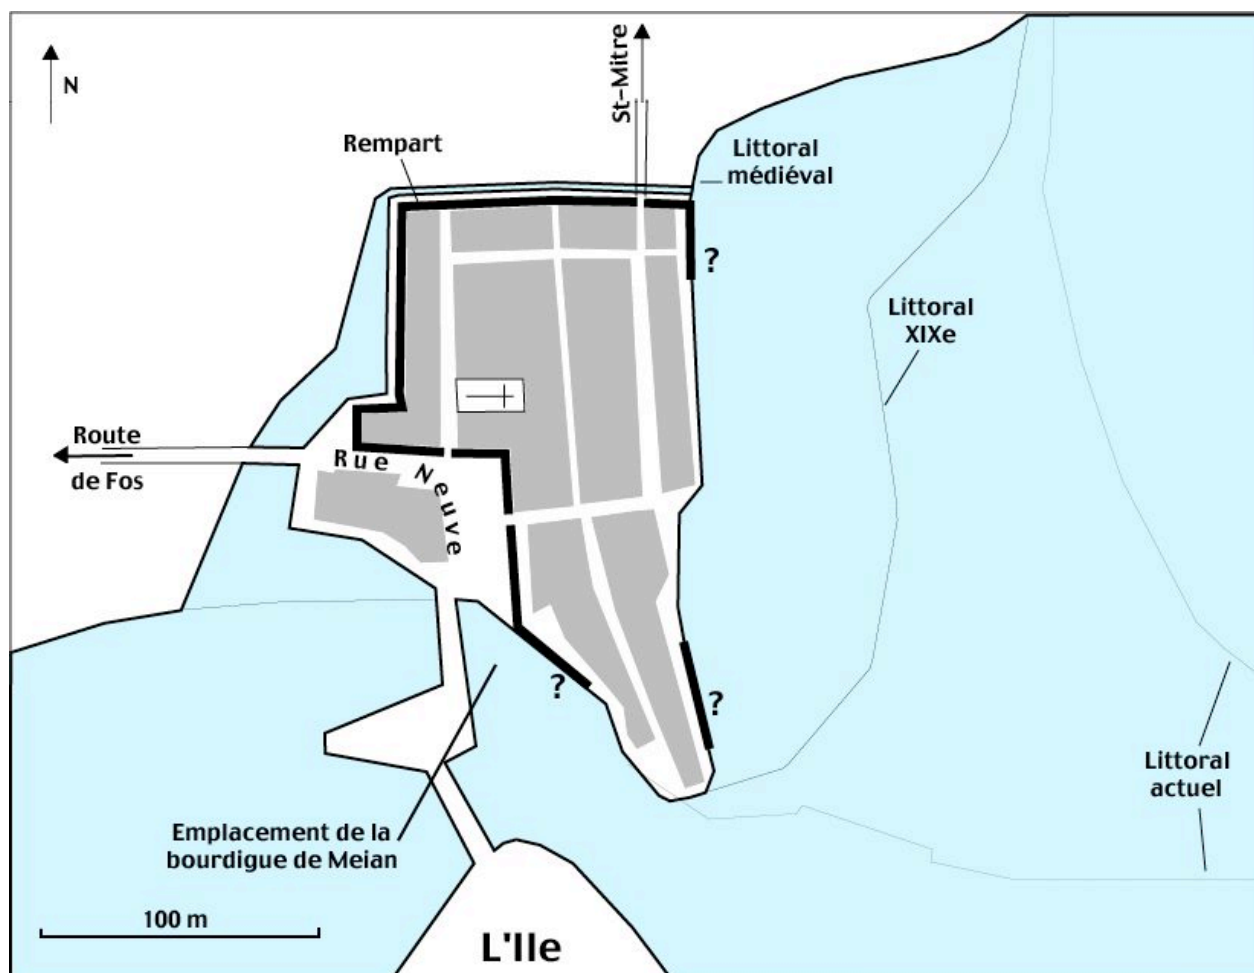 N
St-Mitre
Rempart
Littoral
médiéval
?
Littoral
XIXe
Route
de Fos
Rue Neuve
?
?
Littoral
actuel
Emplacement de la
bourdigue de Meian
100 m
L'Ile